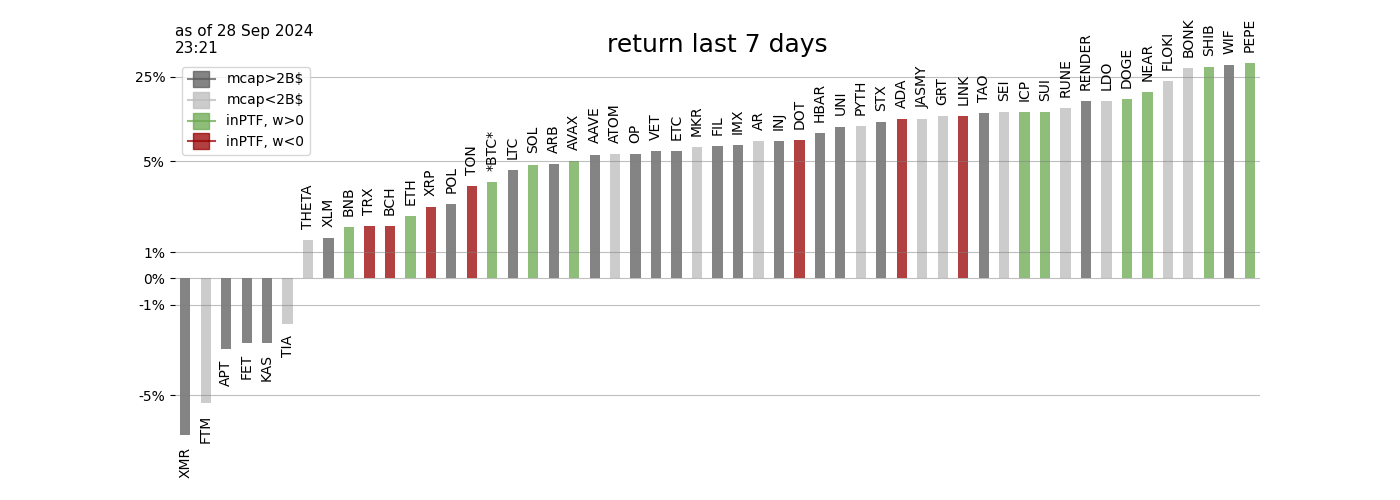 as of 28 Sep 2024
23:21
return last 7 days
mcap>2B$
mcap<2B$
inPTF, w>0
inPTF, w<0
25%
5%
1%
0%
-1%
-5%
XMR
FTM
APT
FET
KAS
TIA
THETA
XLM
BNB
TRX
BCH
ETH
XRP
POL
TON
*BTC*
LTC
SOL
ARB
AVAX
AAVE
ATOM
OP
VET
ETC
MKR
FIL
IMX
AR
INJ
DOT
HBAR
UNI
PYTH
STX
ADA
JASMY
GRT
LINK
TAO
SEI
ICP
SUI
RUNE
RENDER
LDO
DOGE
NEAR
FLOKI
BONK
SHIB
WIF
PEPE